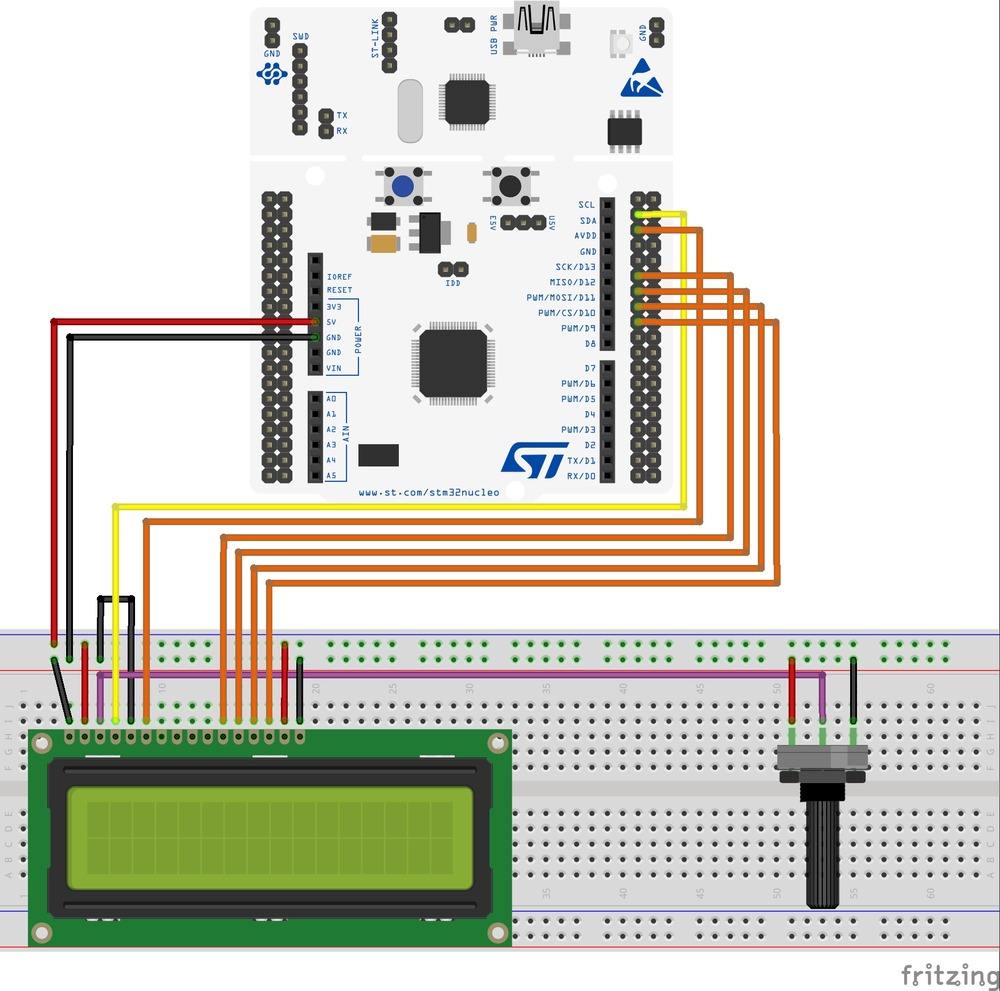 GND
SWD
ST-LINK
USB PWR
GND
TX
RX
E5V
U5V
IDD
IOREF
RESET
3V3
5V
GND
GND
VIN
POWER
A0
A1
A2
A3
A4
A5
AIN
SCL
SDA
AVDD
GND
SCK/D13
MISO/D12
PWM/MOSI/D11
PWM/CS/D10
PWM/D9
D8
D7
PWM/D6
PWM/D5
D4
PWM/D3
D2
TX/D1
RX/D0
ST
www.st.com/stm32nucleo
1
10
20
25
30
35
40
45
50
55
60
J
I
H
G
F
J
I
H
G
F
E
D
C
B
A
E
D
C
B
A
1
35
40
45
50
55
60
fritzing